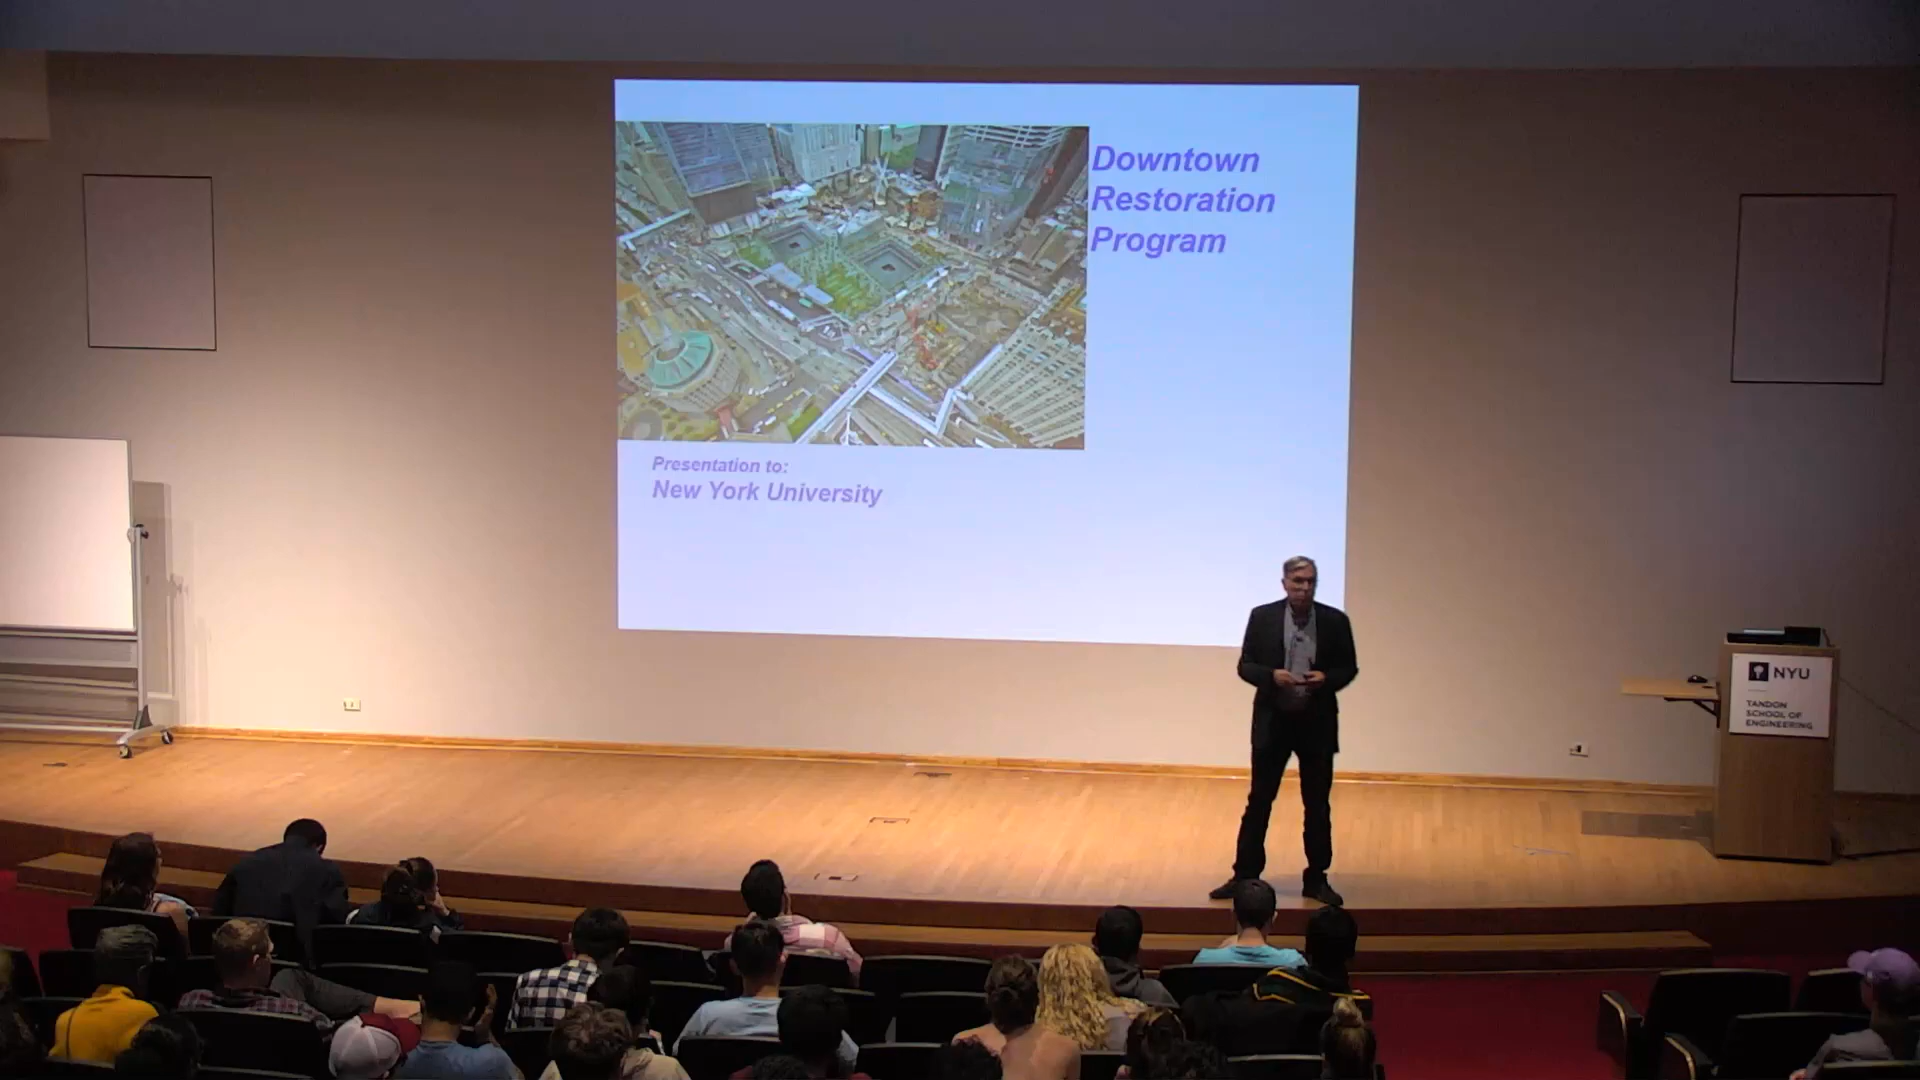 Downtown
Restoration
Program
Presentation to:
New York University
NYU
TANDON
SCHOOL OF
ENGINEERING